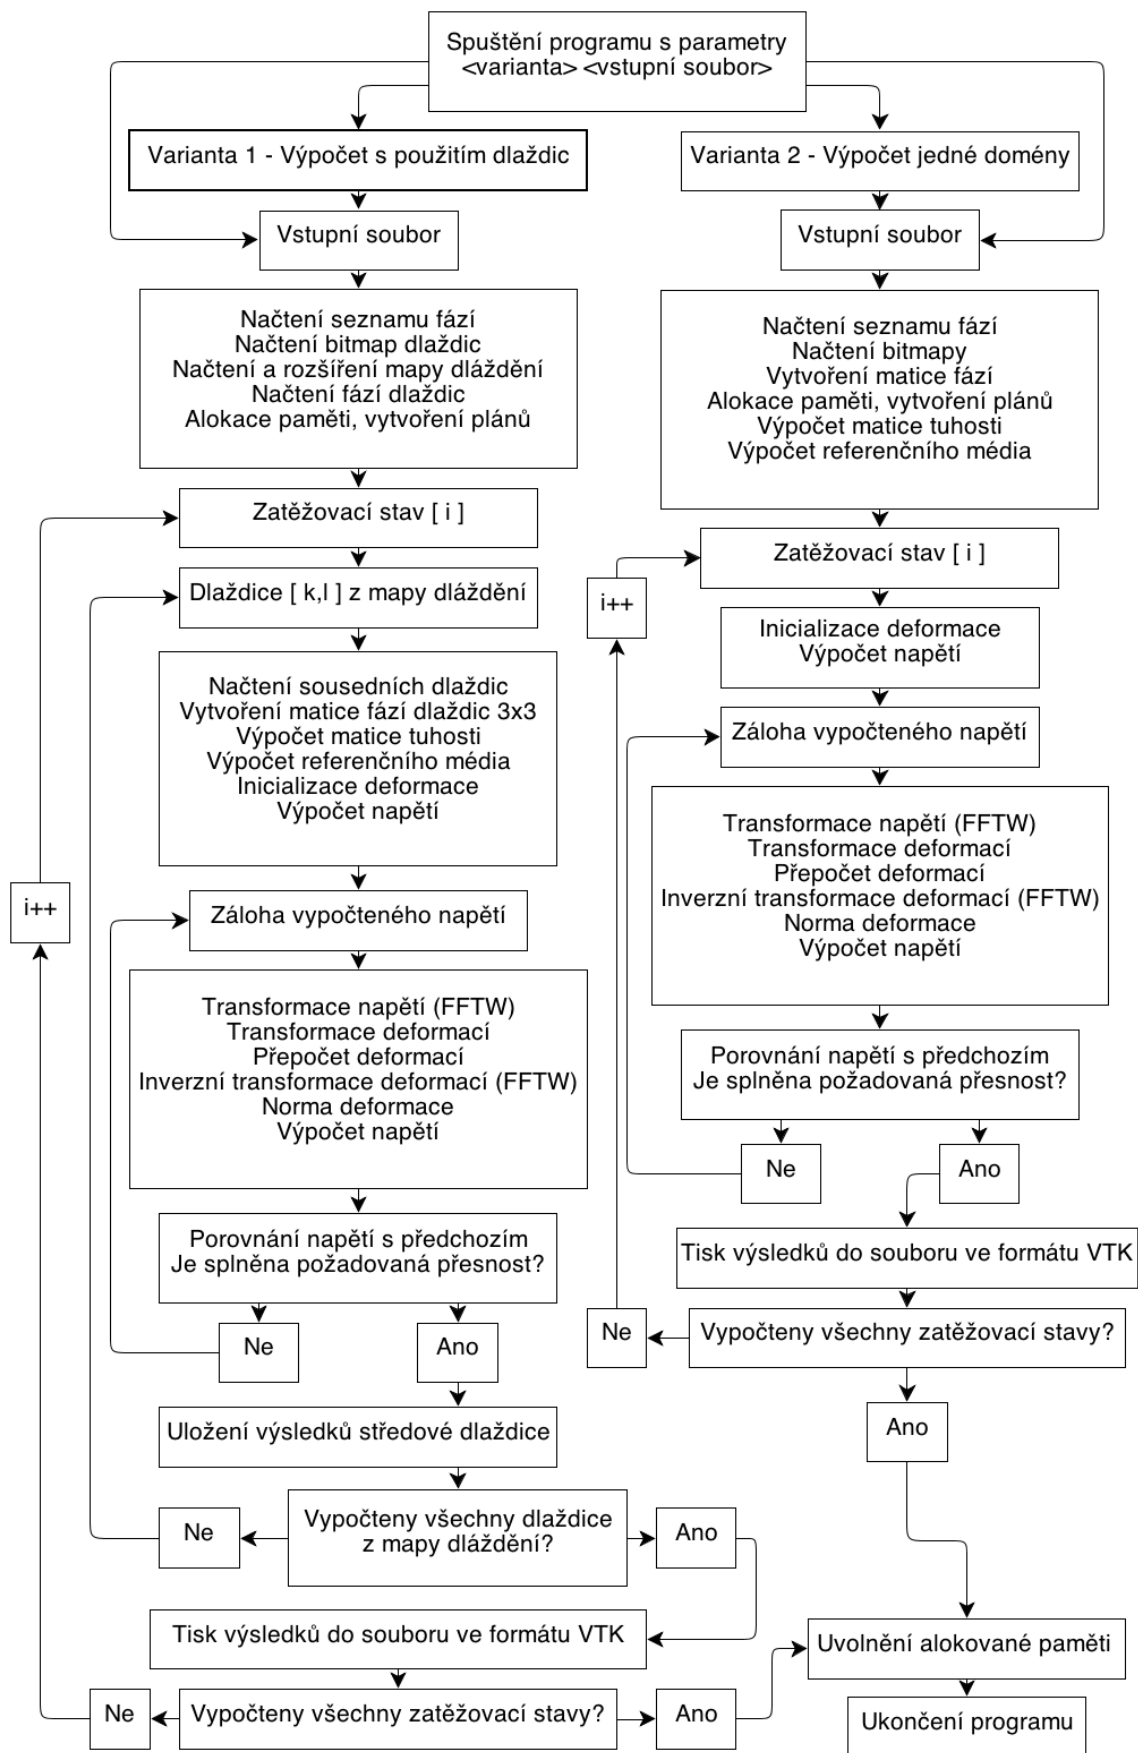 Spuštění programu s parametry
<varianta> <vstupní soubor>
Varianta 1 - Výpočet s použitím dlaždic
Vstupní soubor
Načtení seznamu fází
Načtení bitmap dlaždic
Načtení a rozšíření mapy dláždění
Načtení fází dlaždic
Alokace paměti, vytvoření plánů
Zatěžovací stav [ i ]
Dlaždice [ k,l ] z mapy dláždění
Načtení sousedních dlaždic
Vytvoření matice fází dlaždic 3x3
Výpočet matice tuhosti
Výpočet referenčního média
Inicializace deformace
Výpočet napětí
i++
Záloha vypočteného napětí
Transformace napětí (FFTW)
Transformace deformací
Přepočet deformací
Inverzní transformace deformací (FFTW)
Norma deformace
Výpočet napětí
Porovnání napětí s předchozím
Je splněna požadovaná přesnost?
Ne
Ano
Uložení výsledků středové dlaždice
Ne
Vypočteny všechny dlaždice
z mapy dláždění?
Ano
Tisk výsledků do souboru ve formátu VTK
Ne
Vypočteny všechny zatěžovací stavy?
Ano
Varianta 2 - Výpočet jedné domény
Vstupní soubor
Načtení seznamu fází
Načtení bitmapy
Vytvoření matice fází
Alokace paměti, vytvoření plánů
Výpočet matice tuhosti
Výpočet referenčního média
Zatěžovací stav [ i ]
i++
Inicializace deformace
Výpočet napětí
Záloha vypočteného napětí
Transformace napětí (FFTW)
Transformace deformací
Přepočet deformací
Inverzní transformace deformací (FFTW)
Norma deformace
Výpočet napětí
Porovnání napětí s předchozím
Je splněna požadovaná přesnost?
Ne
Ano
Tisk výsledků do souboru ve formátu VTK
Ne
Vypočteny všechny zatěžovací stavy?
Ano
Uvolnění alokované paměti
Ukončení programu